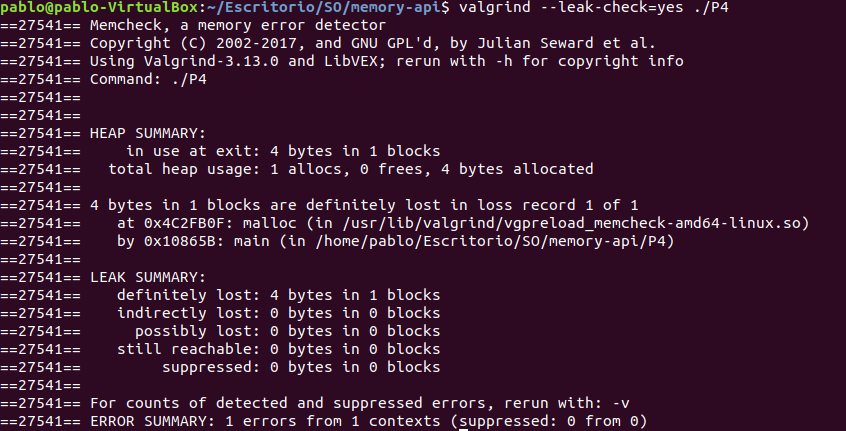 pablo@pablo-VirtualBox:~/Escritorio/SO/memory-api$ valgrind --leak-check=yes ./P4
==27541== Memcheck, a memory error detector
==27541== Copyright (C) 2002-2017, and GNU GPL'd, by Julian Seward et al.
==27541== Using Valgrind-3.13.0 and LibVEX; rerun with -h for copyright info
==27541== Command: ./P4
==27541==
==27541==
==27541== HEAP SUMMARY:
==27541==     in use at exit: 4 bytes in 1 blocks
==27541==   total heap usage: 1 allocs, 0 frees, 4 bytes allocated
==27541==
==27541== 4 bytes in 1 blocks are definitely lost in loss record 1 of 1
==27541==    at 0x4C2FB0F: malloc (in /usr/lib/valgrind/vgpreload_memcheck-amd64-linux.so)
==27541==    by 0x10865B: main (in /home/pablo/Escritorio/SO/memory-api/P4)
==27541==
==27541== LEAK SUMMARY:
==27541==    definitely lost: 4 bytes in 1 blocks
==27541==    indirectly lost: 0 bytes in 0 blocks
==27541==      possibly lost: 0 bytes in 0 blocks
==27541==    still reachable: 0 bytes in 0 blocks
==27541==         suppressed: 0 bytes in 0 blocks
==27541==
==27541== For counts of detected and suppressed errors, rerun with: -v
==27541== ERROR SUMMARY: 1 errors from 1 contexts (suppressed: 0 from 0)